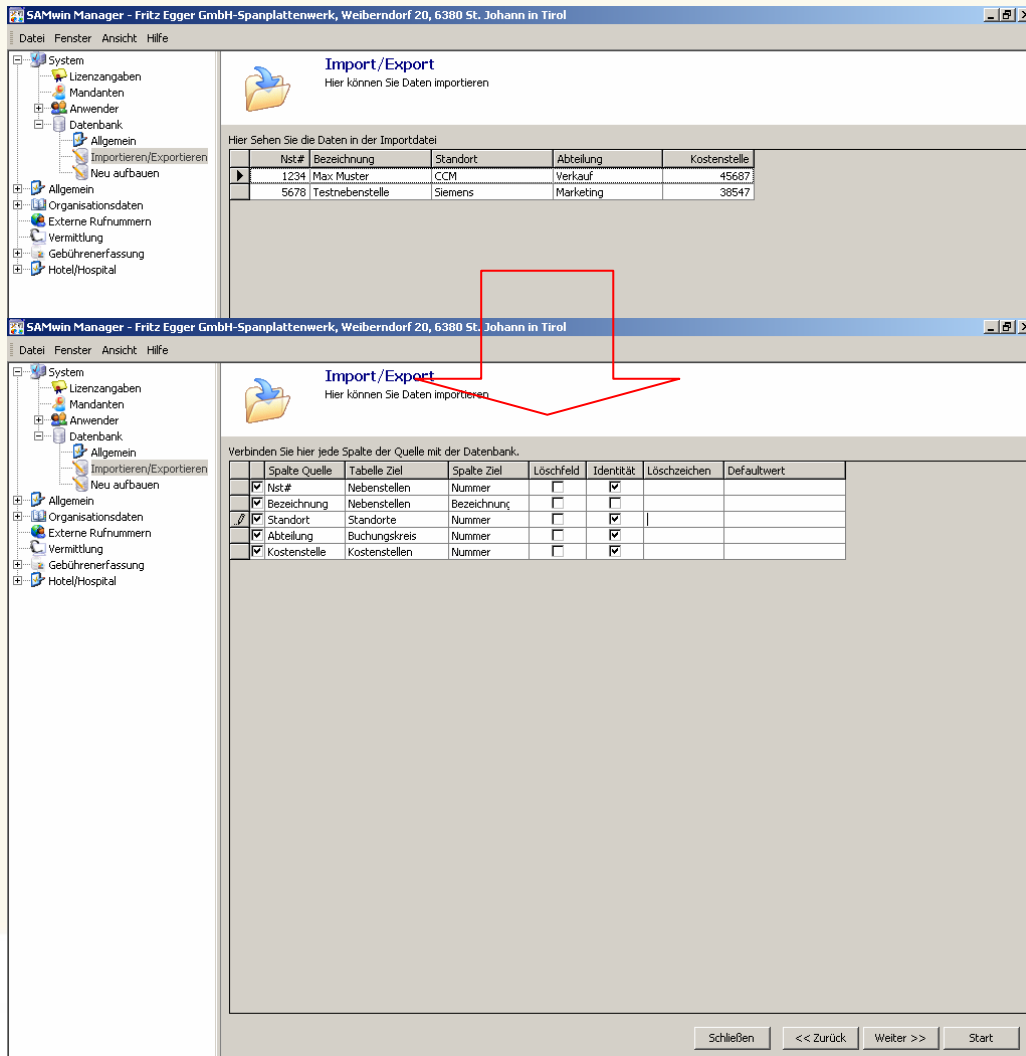 SAMwin Manager - Fritz Egger GmbH-Spanplattenwerk, Weiberndorf 20, 6380 St. Johann in Tirol
Datei Fenster Ansicht Hilfe
System
Lizenzangaben
Mandanten
Anwender
Datenbank
Allgemein
Importieren/Exportieren
Neu aufbauen
Allgemein
Organisationsdaten
Externe Rufnummern
Vermittlung
Gebührenerfassung
Hotel/Hospital
Import/Export
Hier können Sie Daten importieren
Hier Sehen Sie die Daten in der Importdatei
Nst# Bezeichnung Standort Abteilung Kostenstelle
1234 Max Muster CCM Verkauf 45687
5678 Testnebenstelle Siemens Marketing 38547
SAMwin Manager - Fritz Egger GmbH-Spanplattenwerk, Weiberndorf 20, 6380 St. Johann in Tirol
Datei Fenster Ansicht Hilfe
System
Lizenzangaben
Mandanten
Anwender
Datenbank
Allgemein
Importieren/Exportieren
Neu aufbauen
Allgemein
Organisationsdaten
Externe Rufnummern
Vermittlung
Gebührenerfassung
Hotel/Hospital
Import/Export
Hier können Sie Daten importieren
Verbinden Sie hier jede Spalte der Quelle mit der Datenbank.
Spalte Quelle Tabelle Ziel Spalte Ziel Löschfeld Identität Löschzeichen Defaultwert
Nst# Nebenstellen Nummer
Bezeichnung Nebenstellen Bezeichnung
Standort Standorte Nummer
Abteilung Buchungskreis Nummer
Kostenstelle Kostenstellen Nummer
Schließen << Zurück Weiter >> Start